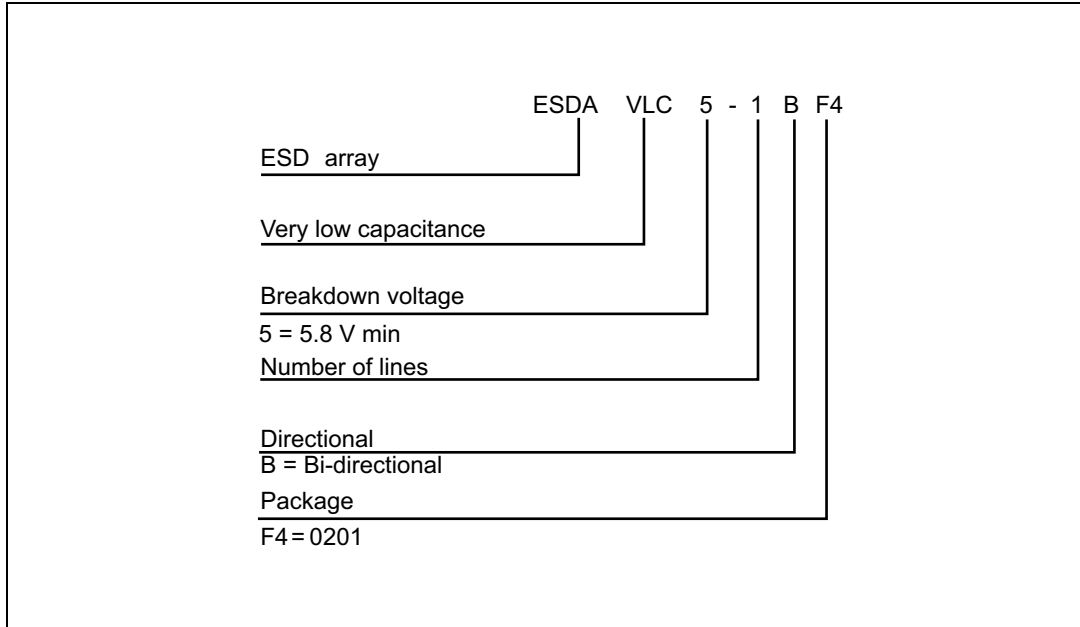 ESDA VLC 5 - 1 B F4
ESD array
Very low capacitance
Breakdown voltage
5 = 5.8 V min
Number of lines
Directional
B = Bi-directional
Package
F4 = 0201